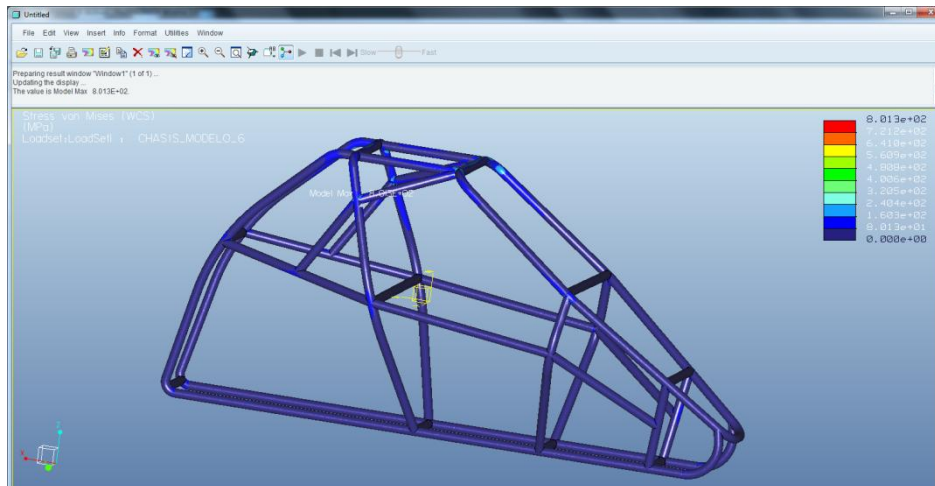 Untitled
File Edit View Insert Info Format Utilities Window
Slow Fast
Preparing result window "Window1" (1 of 1) ...
Updating the display ...
The value is Model Max 8.013E+02.
Stress von Mises (WCS)
(MPa)
Loadset:LoadSet1 : CHASIS_MODELO_6
8.013e+02
7.212e+02
6.410e+02
5.609e+02
4.808e+02
4.006e+02
3.205e+02
2.404e+02
1.603e+02
8.013e+01
0.000e+00
Model Max 8.013E+02
x
z